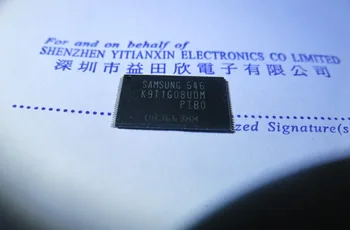 For and on behalf of
SHENZHEN YITIANXIN ELECTRONICS CO LIMITED
深圳市益田欣電子有限公司
SAMSUNG 646
K9T1G08U0M
PIB0
zed Signature(s)